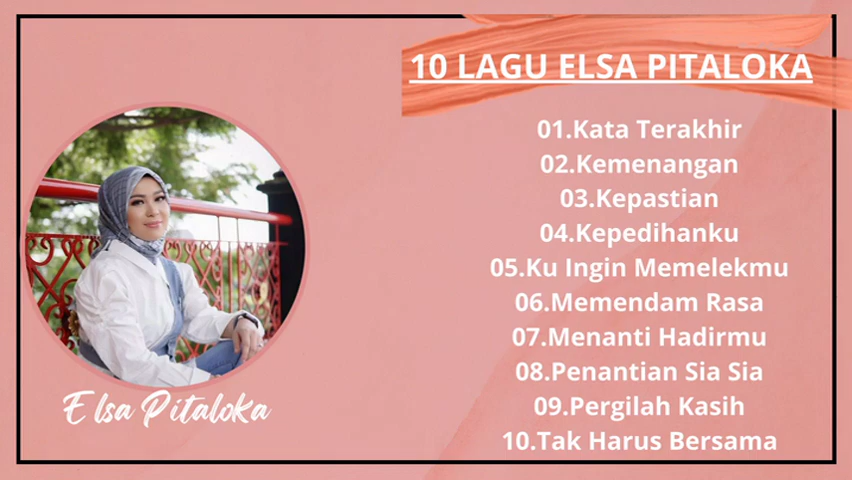 10 LAGU ELSA PITALOKA
01.Kata Terakhir
02.Kemenangan
03.Kepastian
04.Kepedihanku
05.Ku Ingin Memelekmu
06.Memendam Rasa
07.Menanti Hadirmu
08.Penantian Sia Sia
09.Pergilah Kasih
10.Tak Harus Bersama
Elsa Pitaloka